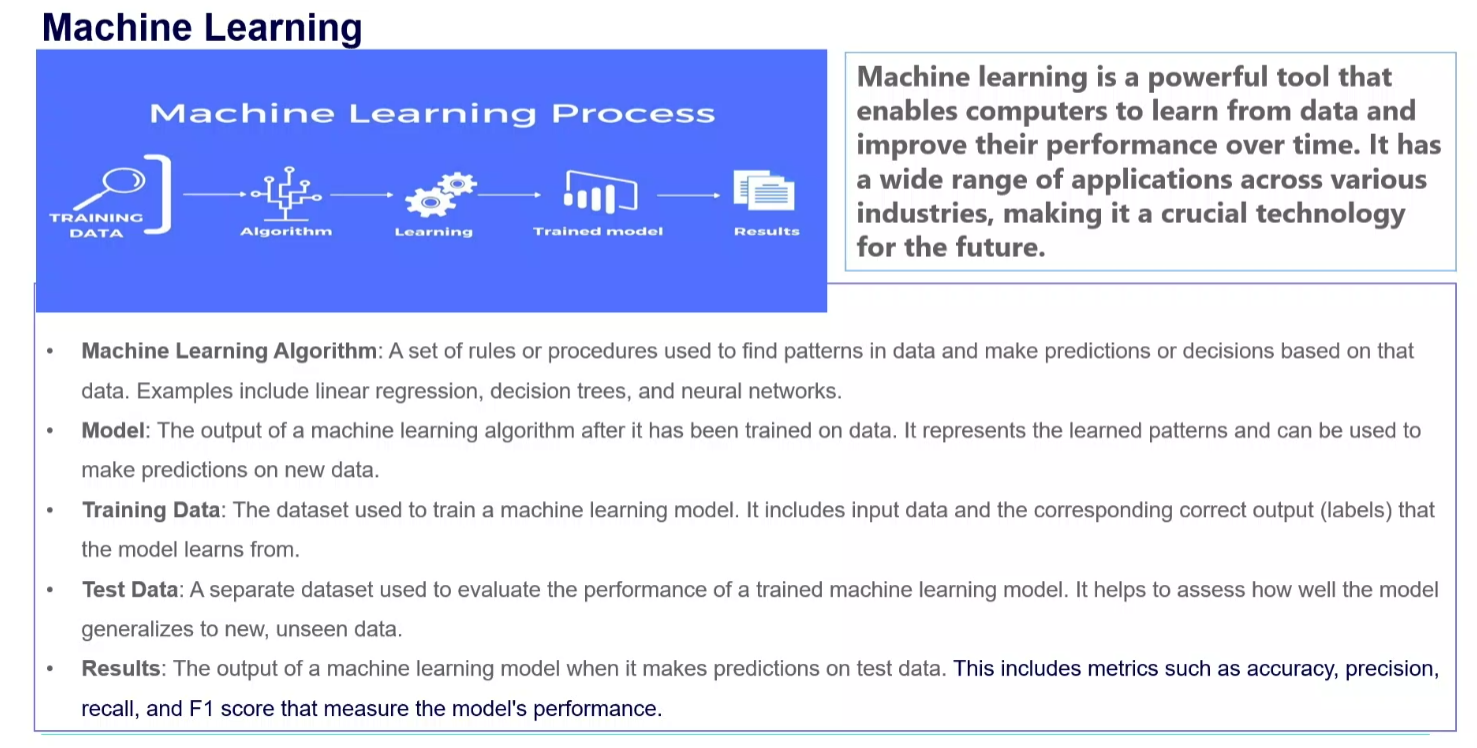 Machine Learning
Machine Learning Process
TRAINING
DATA
Algorithm
Learning
Trained model
Results
Machine learning is a powerful tool that
enables computers to learn from data and
improve their performance over time. It has
a wide range of applications across various
industries, making it a crucial technology
for the future.
• Machine Learning Algorithm: A set of rules or procedures used to find patterns in data and make predictions or decisions based on that
data. Examples include linear regression, decision trees, and neural networks.
• Model: The output of a machine learning algorithm after it has been trained on data. It represents the learned patterns and can be used to
make predictions on new data.
• Training Data: The dataset used to train a machine learning model. It includes input data and the corresponding correct output (labels) that
the model learns from.
• Test Data: A separate dataset used to evaluate the performance of a trained machine learning model. It helps to assess how well the model
generalizes to new, unseen data.
• Results: The output of a machine learning model when it makes predictions on test data. This includes metrics such as accuracy, precision,
recall, and F1 score that measure the model's performance.